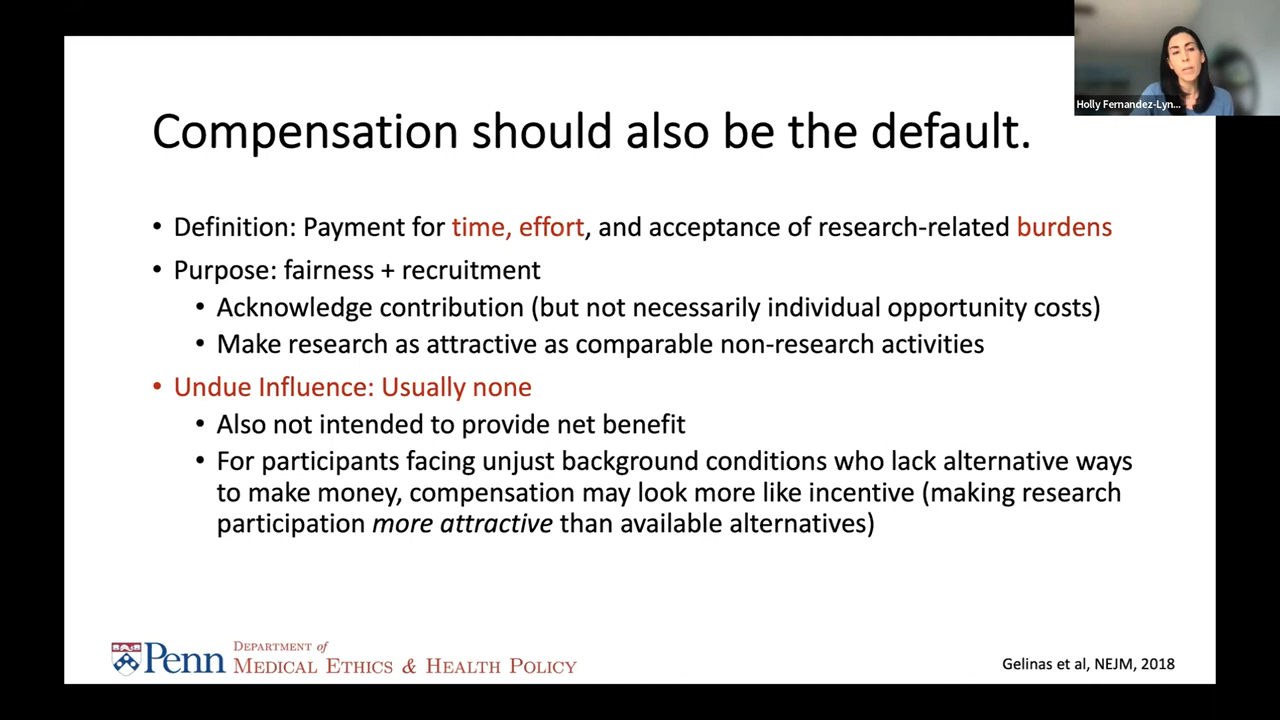 Holly Fernandez-Lyn...
Compensation should also be the default.
• Definition: Payment for time, effort, and acceptance of research-related burdens
• Purpose: fairness + recruitment
• Acknowledge contribution (but not necessarily individual opportunity costs)
• Make research as attractive as comparable non-research activities
• Undue Influence: Usually none
• Also not intended to provide net benefit
• For participants facing unjust background conditions who lack alternative ways
to make money, compensation may look more like incentive (making research
participation more attractive than available alternatives)
Penn
DEPARTMENT of
MEDICAL ETHICS & HEALTH POLICY
Gelinas et al, NEJM, 2018